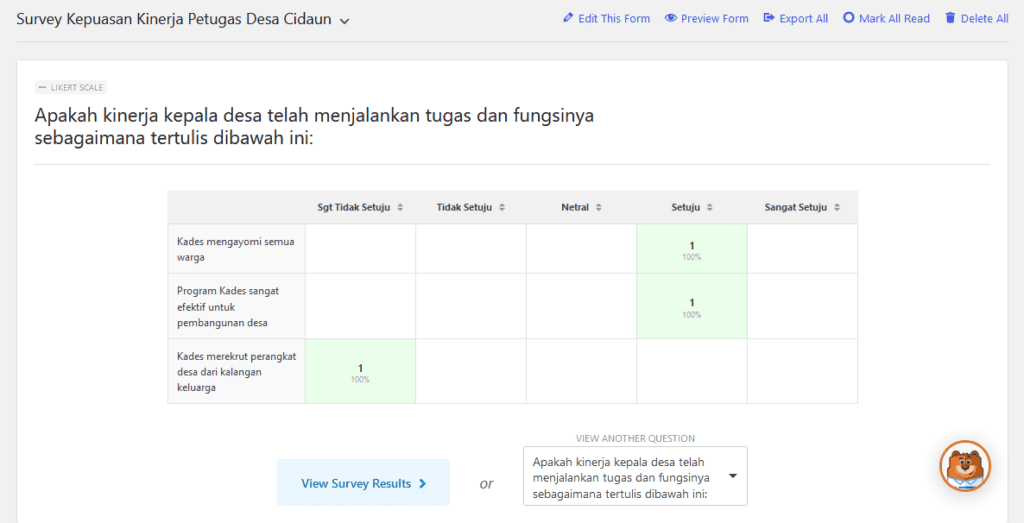 Survey Kepuasan Kinerja Petugas Desa Cidaun
Edit This Form
Preview Form
Export All
Mark All Read
Delete All
LIKERT SCALE
Apakah kinerja kepala desa telah menjalankan tugas dan fungsinya
sebagaimana tertulis dibawah ini:
Sgt Tidak Setuju
Tidak Setuju
Netral
Setuju
Sangat Setuju
Kades mengayomi semua
warga
1
100%
Program Kades sangat
efektif untuk
pembangunan desa
1
100%
Kades merekrut perangkat
desa dari kalangan
keluarga
1
100%
View Survey Results
or
VIEW ANOTHER QUESTION
Apakah kinerja kepala desa telah
menjalankan tugas dan fungsinya
sebagaimana tertulis dibawah ini: